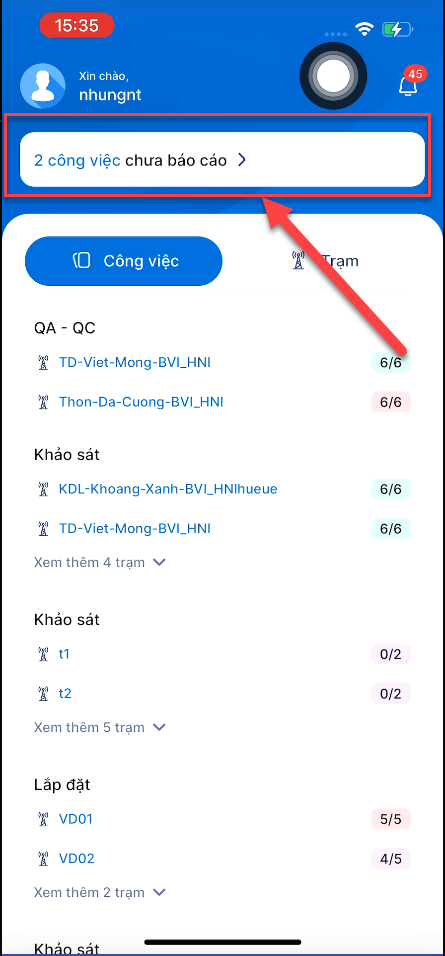 15:35
Xin chào,
nhungnt
45
2 công việc chưa báo cáo
Công việc
Trạm
QA - QC
TD-Viet-Mong-BVI_HNI 6/6
Thon-Da-Cuong-BVI_HNI 6/6
Khảo sát
KDL-Khoang-Xanh-BVI_HNIhueue 6/6
TD-Viet-Mong-BVI_HNI 6/6
Xem thêm 4 trạm
Khảo sát
t1 0/2
t2 0/2
Xem thêm 5 trạm
Lắp đặt
VD01 5/5
VD02 4/5
Xem thêm 2 trạm
Khảo sát